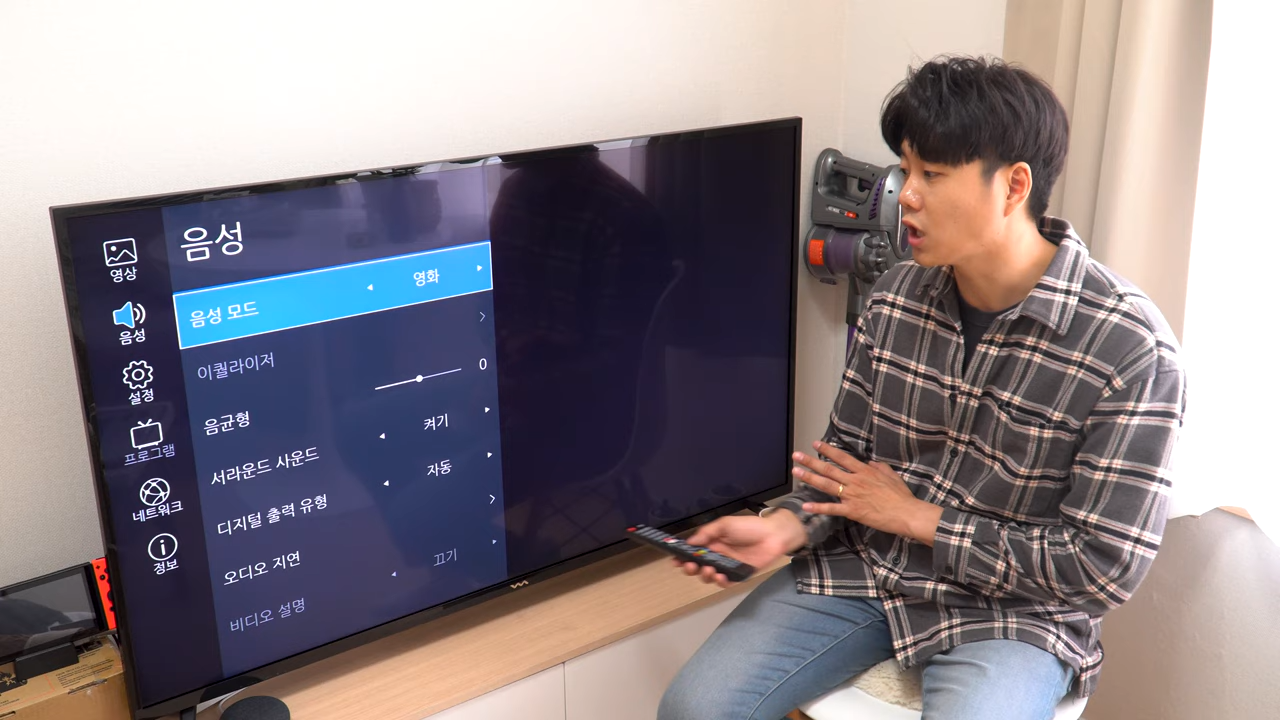 영상
음성
설정
프로그램
네트워크
정보
음성
음성 모드 영화
이퀄라이저
음균형 0
서라운드 사운드 켜기
디지털 출력 유형 자동
오디오 지연
비디오 설명 끄기